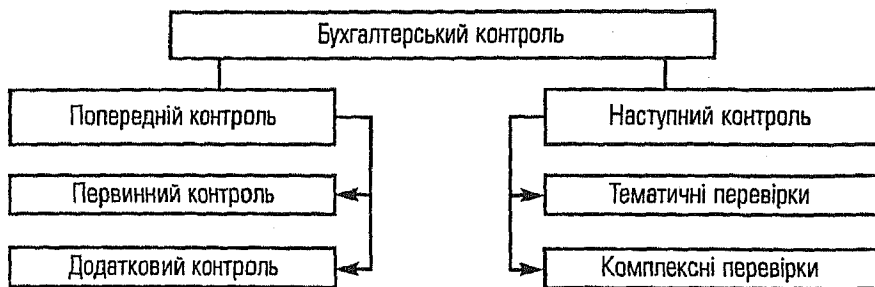 Бухгалтерський контроль
Попередній контроль
Наступний контроль
Первинний контроль
Тематичні перевірки
Додатковий контроль
Комплексні перевірки